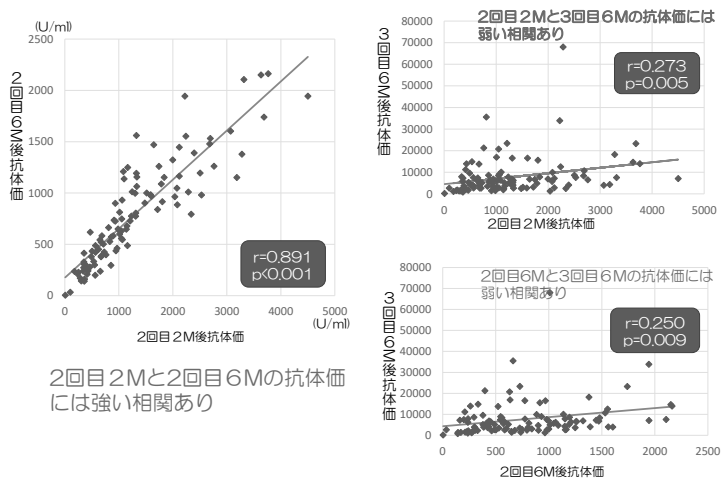 (U/ml)
2回目6M後抗体価
2500
2000
1500
1000
500
0
0
1000
2000
3000
4000
5000
(U/ml)
2回目2M後抗体価
r=0.891
p<0.001
2回目2Mと2回目6Mの抗体価
には強い相関あり
2回目2Mと3回目6Mの抗体価には
弱い相関あり
3回目6M後抗体価
80000
70000
60000
50000
40000
30000
20000
10000
0
0
1000
2000
3000
4000
5000
2回目2M後抗体価
r=0.273
p=0.005
2回目6Mと3回目6Mの抗体価には
弱い相関あり
3回目6M後抗体価
80000
70000
60000
50000
40000
30000
20000
10000
0
0
500
1000
1500
2000
2500
2回目6M後抗体価
r=0.250
p=0.009